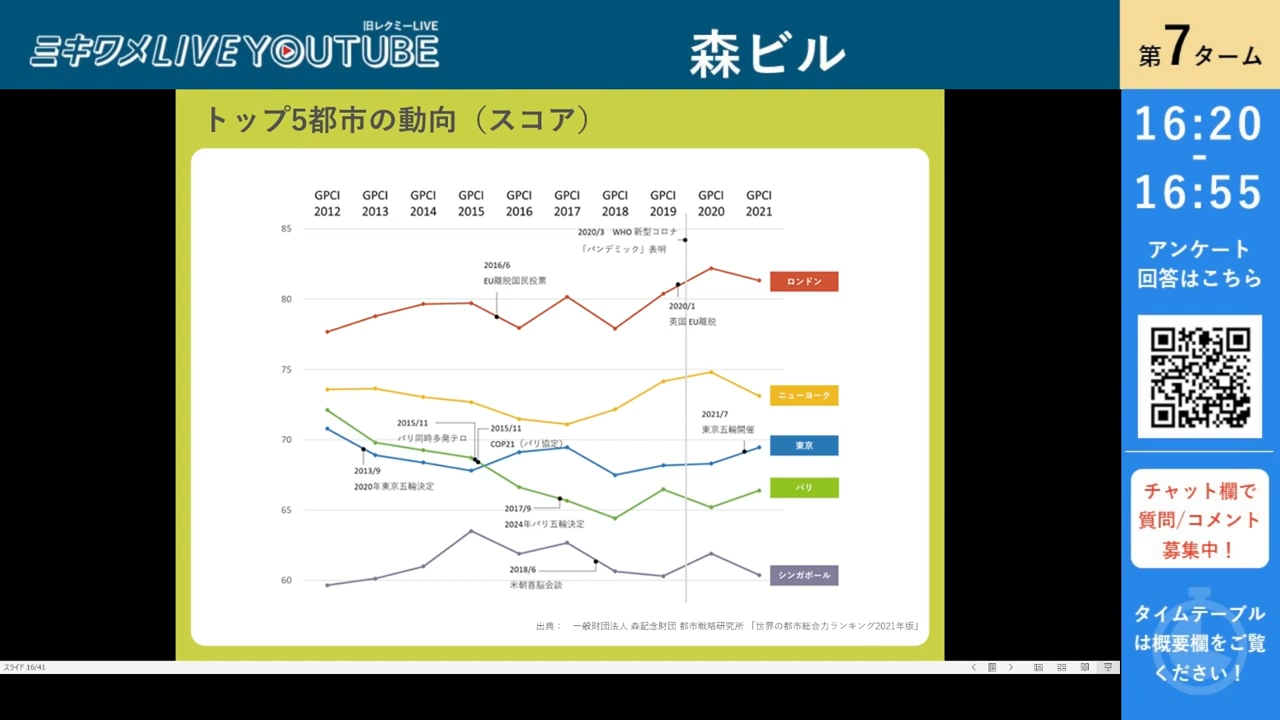 旧レクミーLIVE
ミキワメLIVE YOUTUBE
森ビル
第7ターム
16:20
-
16:55
アンケート
回答はこちら
チャット欄で
質問/コメント
募集中！
タイムテーブル
は概要欄をご覧
ください！
トップ5都市の動向（スコア）
GPCI 2012
GPCI 2013
GPCI 2014
GPCI 2015
GPCI 2016
GPCI 2017
GPCI 2018
GPCI 2019
GPCI 2020
GPCI 2021
85
80
75
70
65
60
2020/3 WHO 新型コロナ
「パンデミック」表明
2016/6
EU離脱国民投票
ロンドン
2020/1
英国 EU離脱
ニューヨーク
2021/7
東京五輪開催
2015/11
パリ同時多発テロ
2015/11
COP21（パリ協定）
東京
2013/9
2020年東京五輪決定
パリ
2017/9
2024年パリ五輪決定
2018/6
米朝首脳会談
シンガポール
出典： 一般財団法人 森記念財団 都市戦略研究所 「世界の都市総合力ランキング2021年版」
スライド 16/41